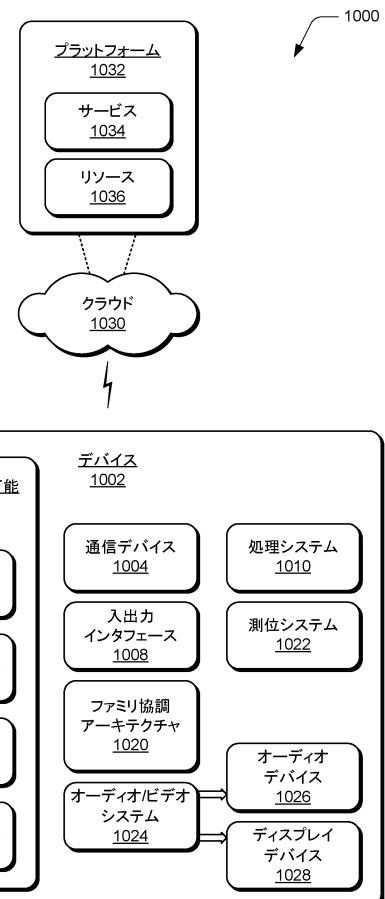 1000
プラットフォーム
1032
サービス
1034
リソース
1036
クラウド
1030
能
デバイス
1002
通信デバイス
1004
処理システム
1010
入出力
インタフェース
1008
測位システム
1022
ファミリ協調
アーキテクチャ
1020
オーディオ
デバイス
1026
オーディオ/ビデオ
システム
1024
ディスプレイ
デバイス
1028